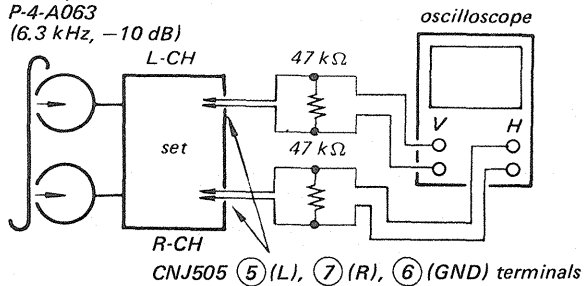 P-4-A063
(6.3 kHz, −10 dB)
oscilloscope
L-CH
47 kΩ
set
V
H
47 kΩ
R-CH
CNJ505 ⑤ (L), ⑦ (R), ⑥ (GND) terminals